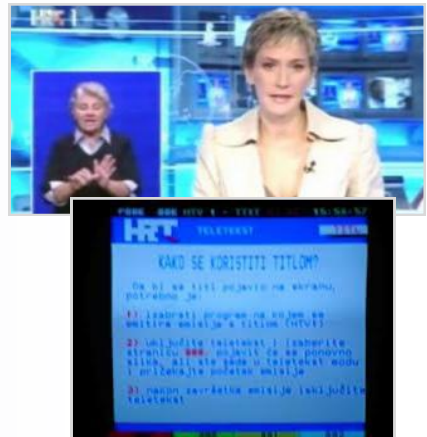 HRT 1
HRT
TELETEKST
KAKO SE KORISTITI TITLOM?
Da bi se titl pojavio na ekranu,
potrebno je:
1) izabrati program na kojem se
emitira emisija s titlom (HTV1)
2) uključite teletekst i izaberite
stranicu 888. pojavit će se ponovno
slika, ali ste sada u teletekst modu
i pričekajte početak emisije
3) nakon završetka emisije isključite
teletekst